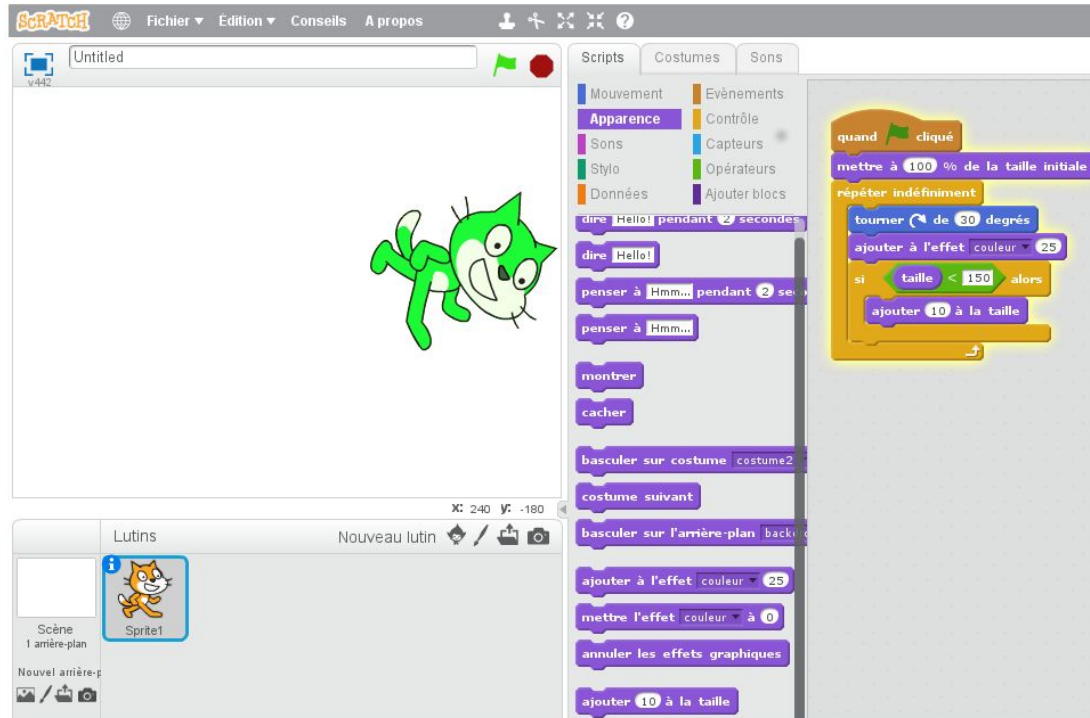 SCRATCH
Fichier ▾ Édition ▾ Conseils A propos
Untitled
v442
X: 240 y: -180
Lutins
Nouveau lutin
Scène
1 arrière-plan
Sprite1
Nouvel arrière-p
Scripts Costumes Sons
Mouvement Evènements
Apparence Contrôle
Sons Capteurs
Stylo Opérateurs
Données Ajouter blocs
dire Hello! pendant 2 secondes
dire Hello!
penser à Hmm... pendant 2 se
penser à Hmm...
montrer
cacher
basculer sur costume costume2
costume suivant
basculer sur l'arrière-plan back
ajouter à l'effet couleur ▾ 25
mettre l'effet couleur ▾ à 0
annuler les effets graphiques
ajouter 10 à la taille
quand cliqué
mettre à 100 % de la taille initiale
répéter indéfiniment
tourner de 30 degrés
ajouter à l'effet couleur ▾ 25
si taille < 150 alors
ajouter 10 à la taille